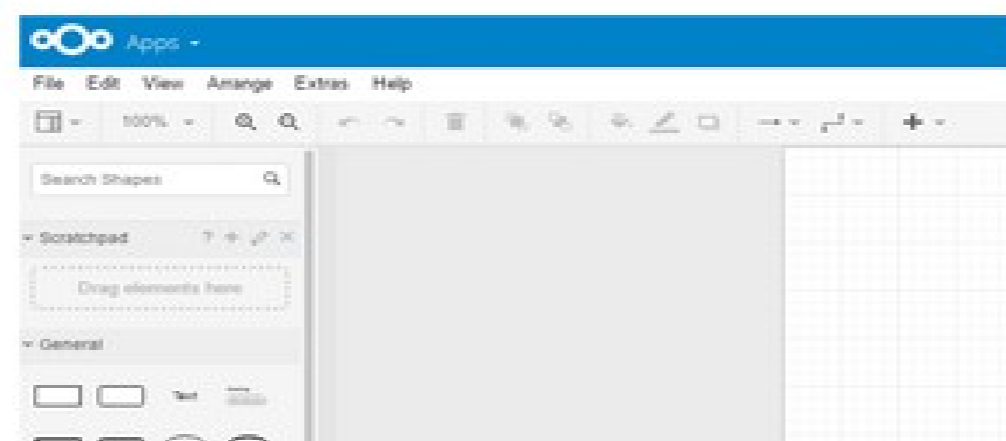 Apps
File Edit View Arrange Extras Help
100%
Search Shapes
Scratchpad ?
Drag elements here
General
Text